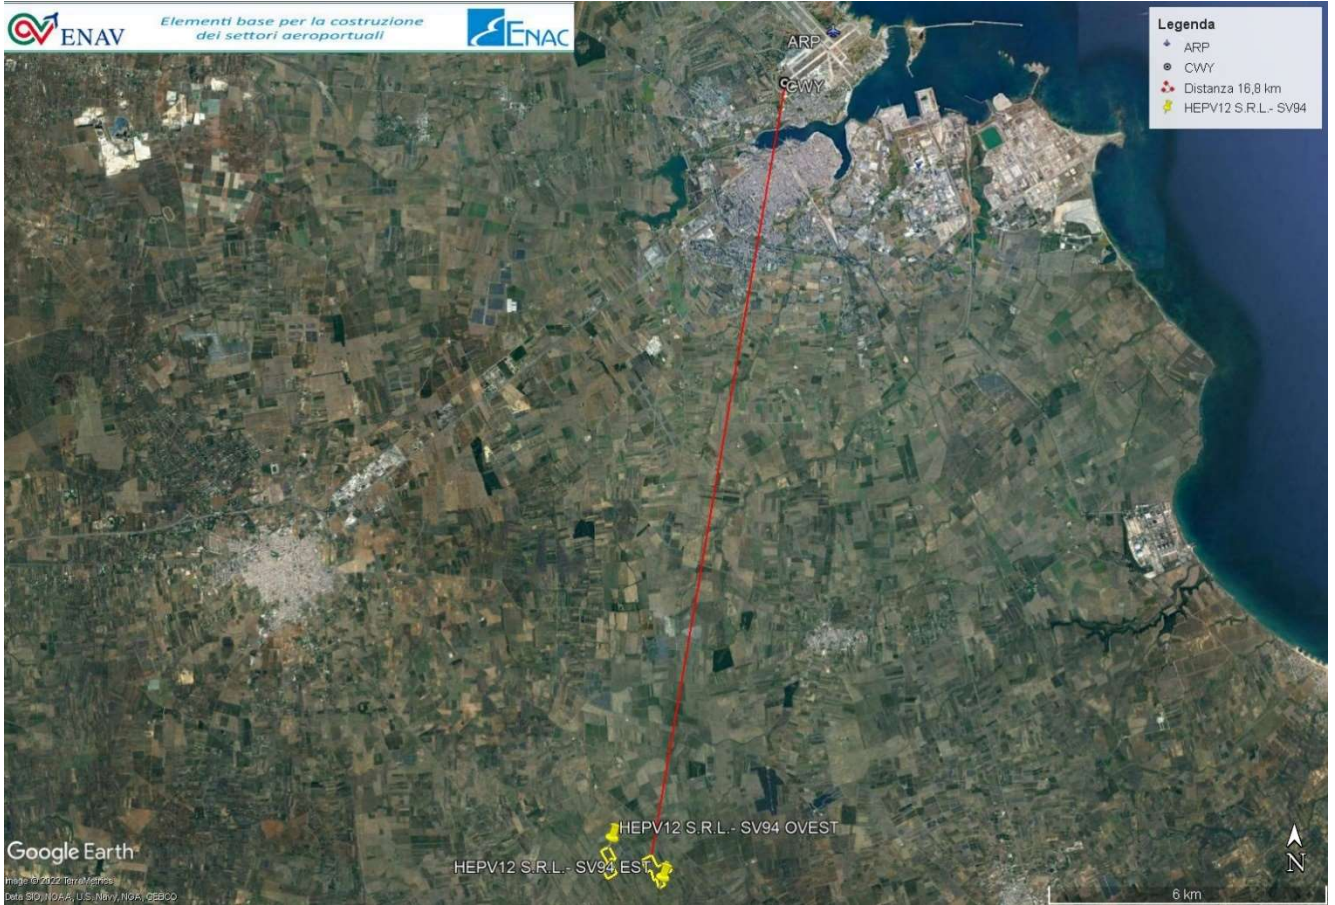 ENAV
Elementi base per la costruzione
dei settori aeroportuali
ENAC
Legenda
ARP
CWY
Distanza 16,8 km
HEPV12 S.R.L.- SV94
ARP
CWY
HEPV12 S.R.L.- SV94 OVEST
HEPV12 S.R.L.- SV94 EST
Google Earth
Image © 2022 TerraMetrics
Data SIO, NOAA, U.S. Navy, NGA, GEBCO
N
6 km